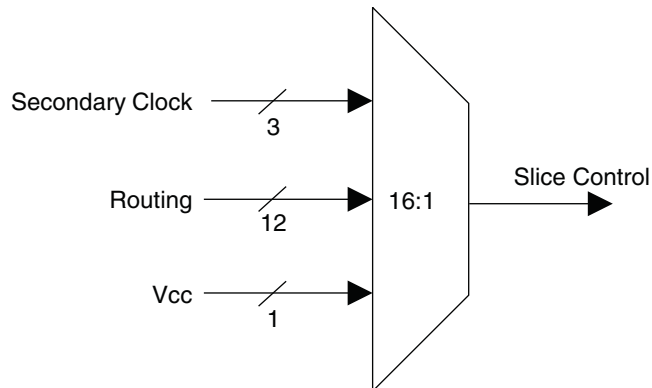 Secondary Clock
3
Routing
12
16:1
Slice Control
Vcc
1